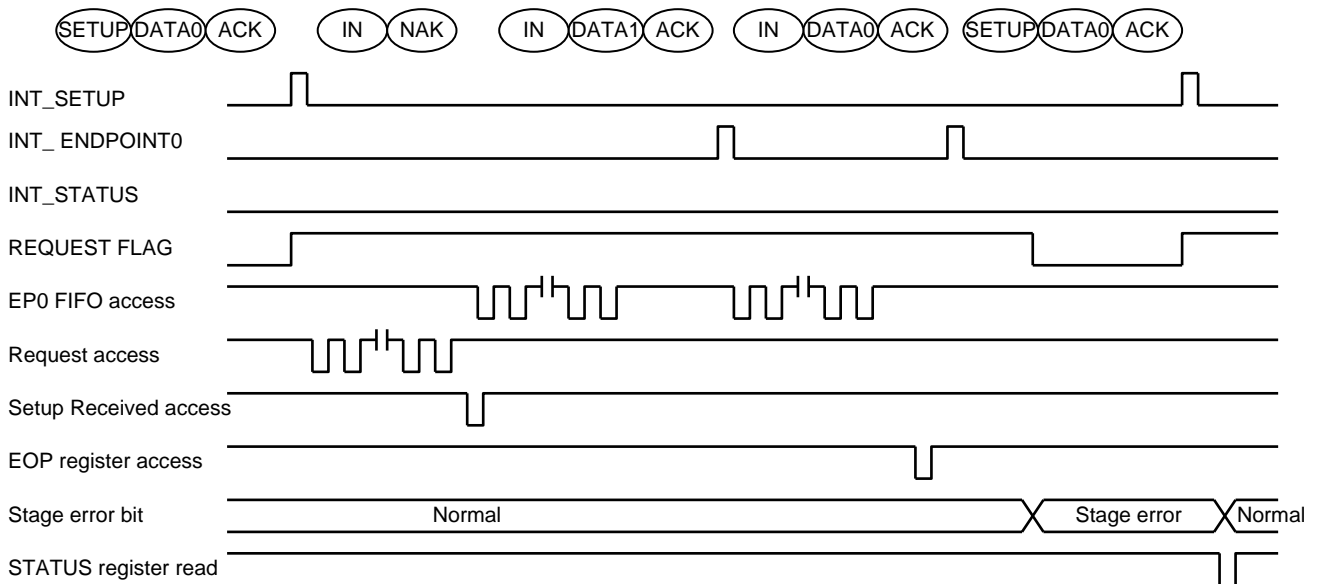 SETUP DATA0 ACK IN NAK IN DATA1 ACK IN DATA0 ACK SETUP DATA0 ACK
INT_SETUP
INT_ ENDPOINT0
INT_STATUS
REQUEST FLAG
EP0 FIFO access
Request access
Setup Received access
EOP register access
Stage error bit Normal Stage error Normal
STATUS register read